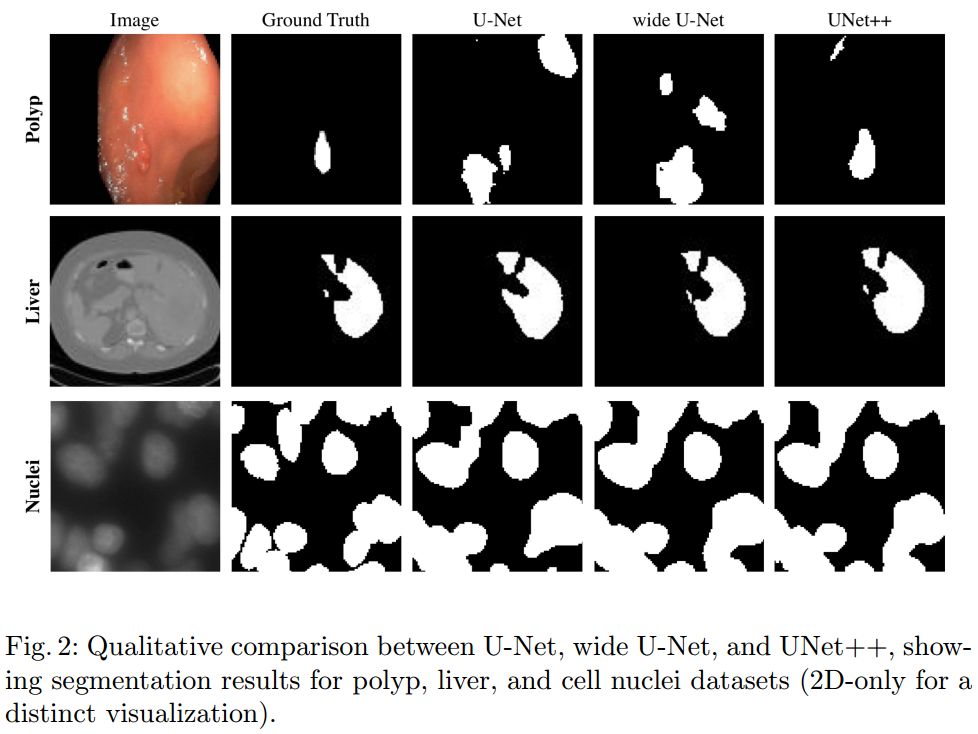 Image Ground Truth U-Net wide U-Net UNet++
Polyp
Liver
Nuclei
Fig. 2: Qualitative comparison between U-Net, wide U-Net, and UNet++, show-
ing segmentation results for polyp, liver, and cell nuclei datasets (2D-only for a
distinct visualization).